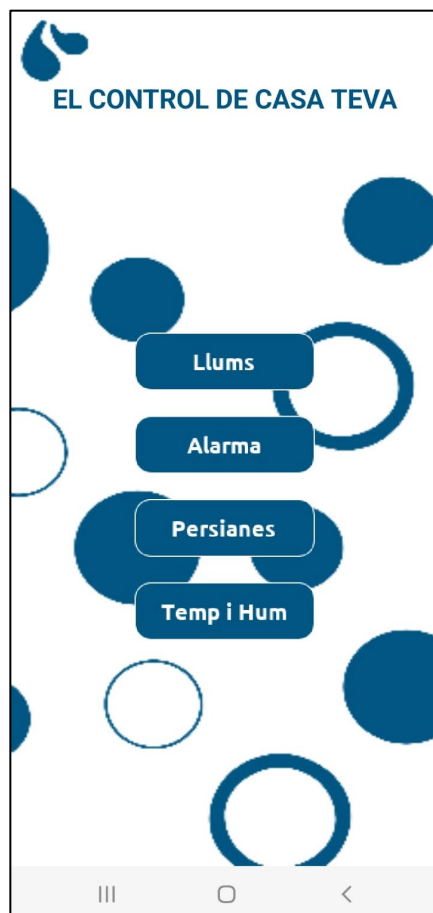 EL CONTROL DE CASA TEVA
Llums
Alarma
Persianes
Temp i Hum